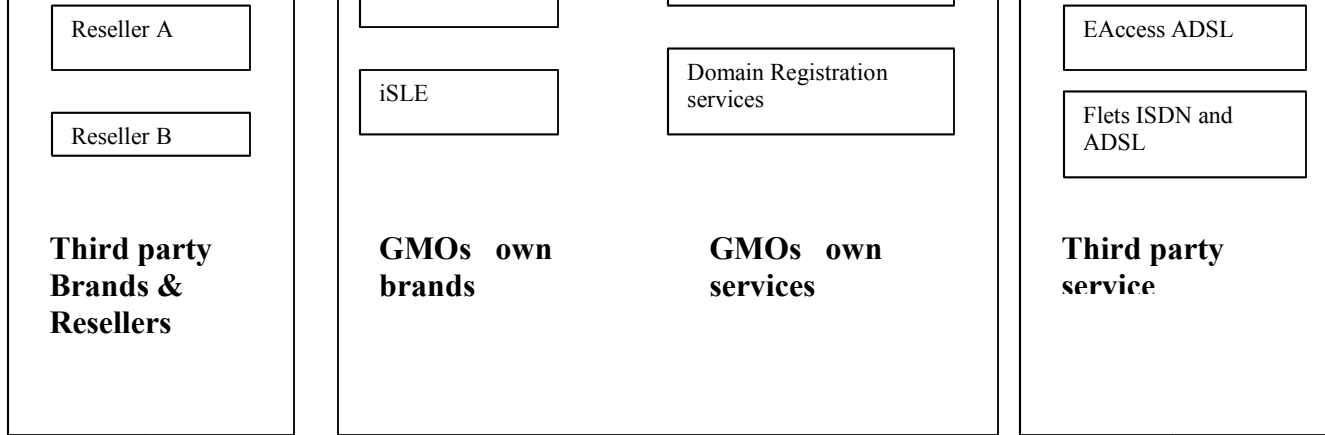 Reseller A
Reseller B
Third party
Brands &
Resellers
iSLE
GMOs own
brands
Domain Registration
services
GMOs own
services
EAccess ADSL
Flets ISDN and
ADSL
Third party
service